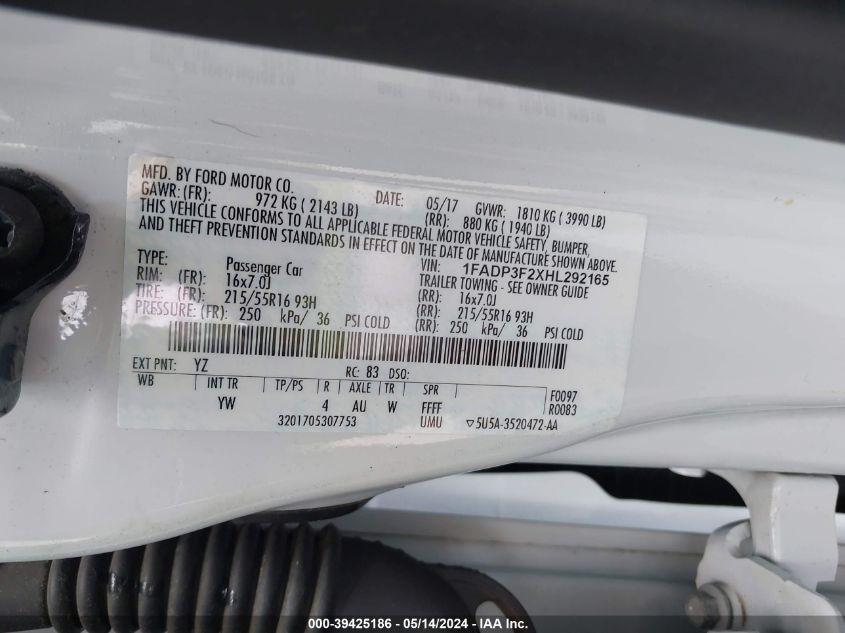 MFD. BY FORD MOTOR CO.
DATE: 05/17 GVWR: 1810 KG ( 3990 LB)
GAWR: (FR): 972 KG ( 2143 LB) (RR): 880 KG ( 1940 LB)
THIS VEHICLE CONFORMS TO ALL APPLICABLE FEDERAL MOTOR VEHICLE SAFETY, BUMPER,
AND THEFT PREVENTION STANDARDS IN EFFECT ON THE DATE OF MANUFACTURE SHOWN ABOVE.
VIN: 1FADP3F2XHL292165
TYPE: Passenger Car TRAILER TOWING - SEE OWNER GUIDE
RIM: (FR): 16x7.0J (RR): 16x7.0J
TIRE: (FR): 215/55R16 93H (RR): 215/55R16 93H
PRESSURE: (FR): 250 kPa/ 36 PSI COLD (RR): 250 kPa/ 36 PSI COLD
EXT PNT: YZ RC: 83 DSO:
WB INT TR TP/PS R AXLE TR SPR F0097
YW 4 AU W FFFF R0083
3201705307753 UMU ▽5U5A-3520472-AA
000-39425186 - 05/14/2024 - IAAI.com